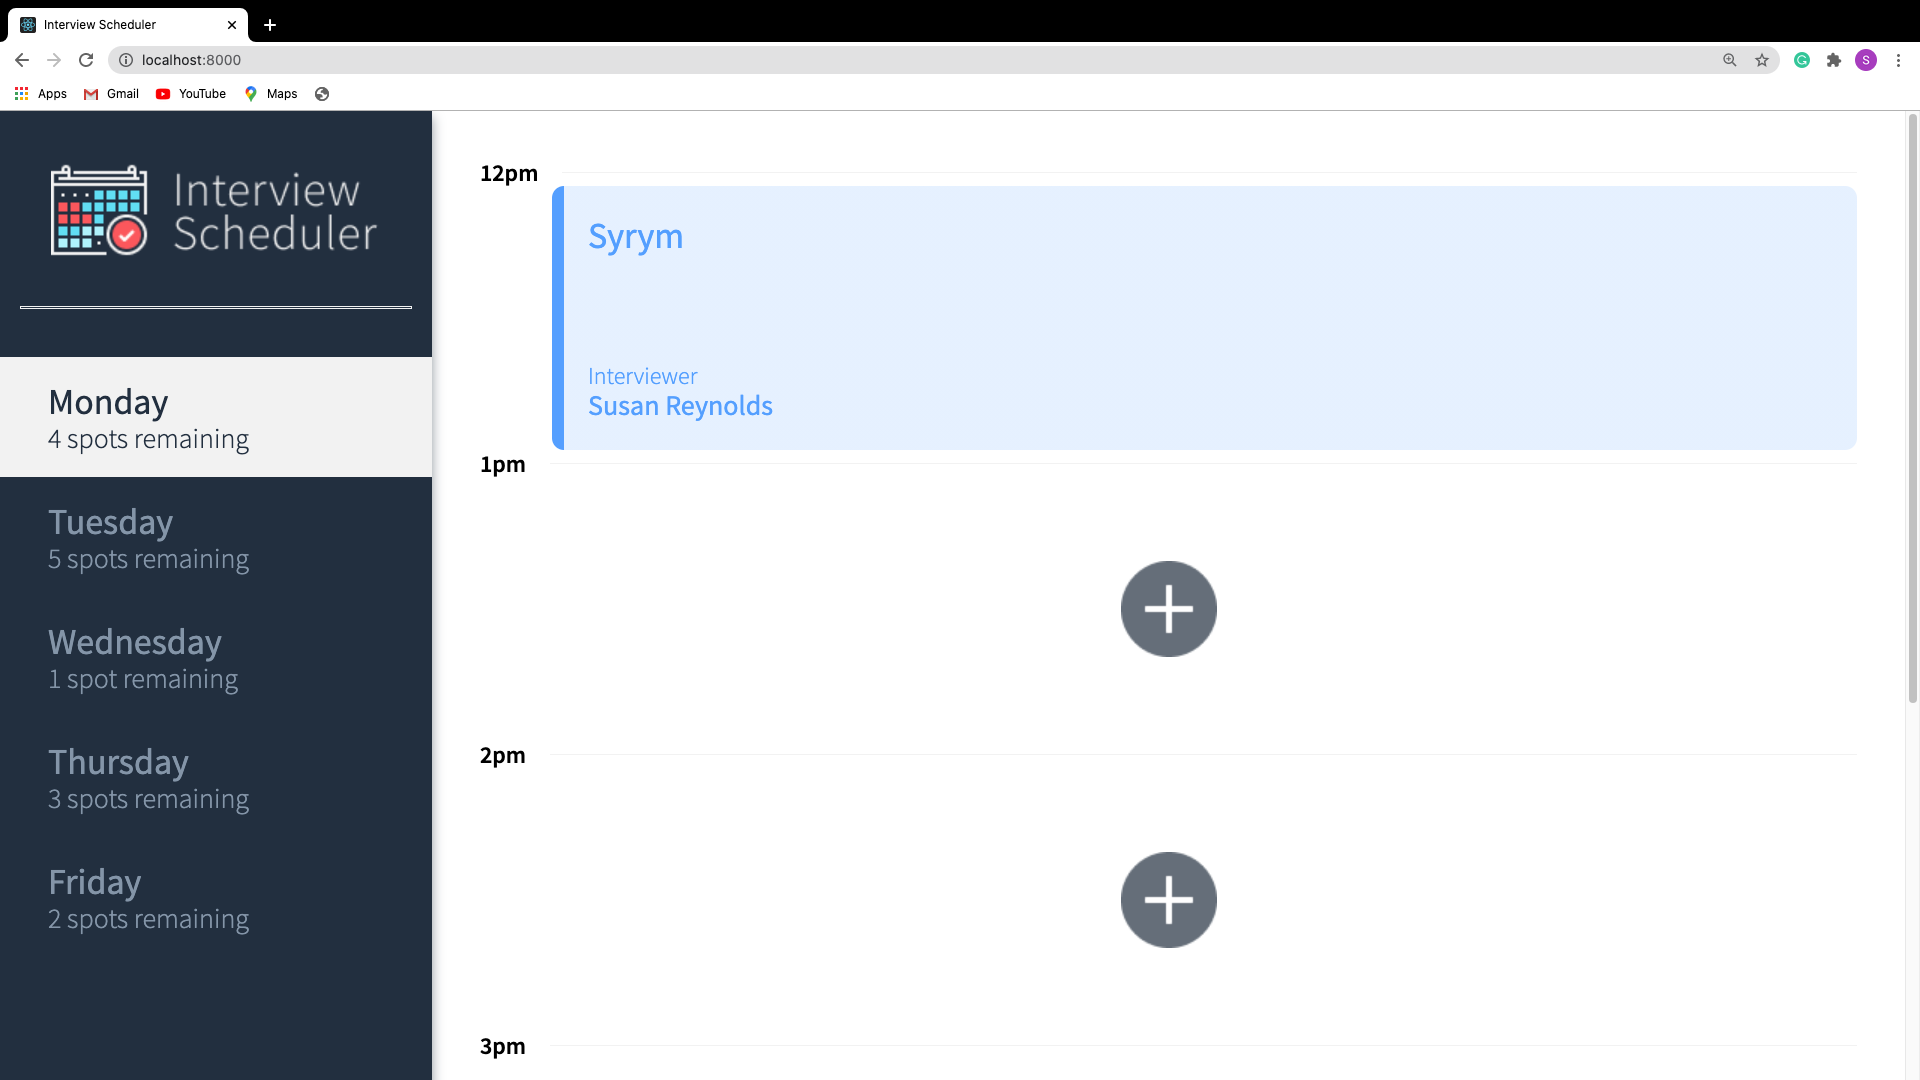 Interview Scheduler
localhost:8000
S
Apps
Gmail
YouTube
Maps
Interview
Scheduler
Monday
4 spots remaining
Tuesday
5 spots remaining
Wednesday
1 spot remaining
Thursday
3 spots remaining
Friday
2 spots remaining
12pm
Syrym
Interviewer
Susan Reynolds
1pm
2pm
3pm